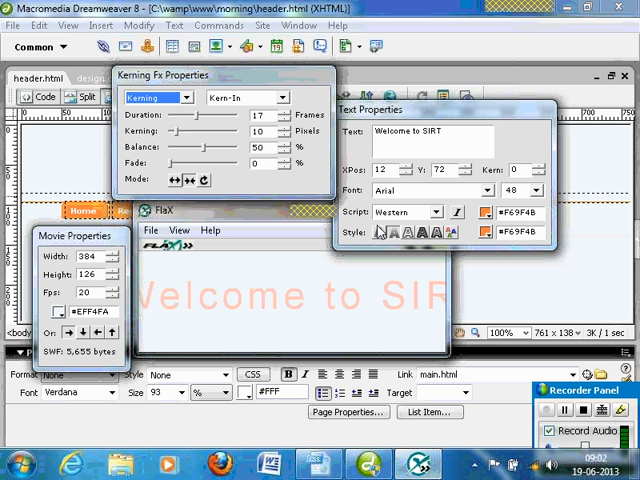 Macromedia Dreamweaver 8 - [C:\wamp\www\morning\header.html (XHTML)]
File Edit View Insert Modify Text Commands Site Window Help
Common
header.html design.
Code Split
Kerning Fx Properties
Kerning Kern-In
Duration: 17 Frames
Kerning: 10 Pixels
Balance: 50 %
Fade: 0 %
Mode:
Text Properties
Text: Welcome to SIRT
XPos: 12 Y: 72 Kern: 0
Font: Arial 48
Script: Western I #F69F4B
Style: #F69F4B
Home
Movie Properties
Width: 384
Height: 126
Fps: 20
#EFF4FA
Or:
SWF: 5,655 bytes
FlaX
File View Help
FLAX
Welcome to SIRT
<body 100% 761 x 138 3K / 1 sec
Format None Style None CSS B I Link main.html
Font Verdana Size 93 % #FFF Target
Page Properties... List Item...
Recorder Panel
Record Audio
09:02
19-06-2013